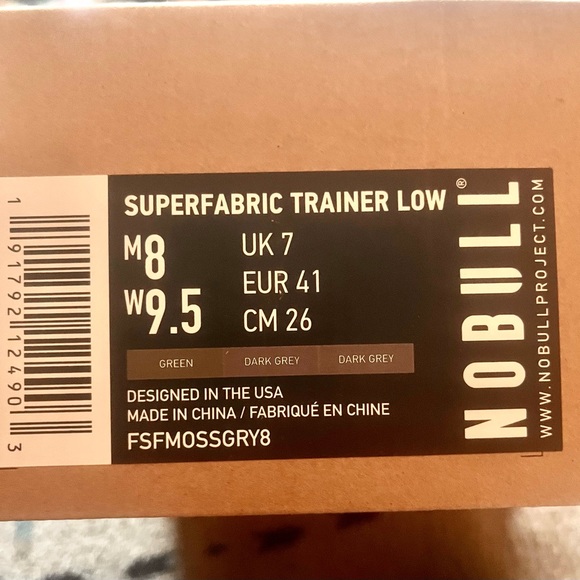 SUPERFABRIC TRAINER LOW
M8
W9.5
UK 7
EUR 41
CM 26
GREEN DARK GREY DARK GREY
DESIGNED IN THE USA
MADE IN CHINA / FABRIQUÉ EN CHINE
FSFMOSSGRY8
NOBULL®
WWW.NOBULLPROJECT.COM
1 91792 12490 3